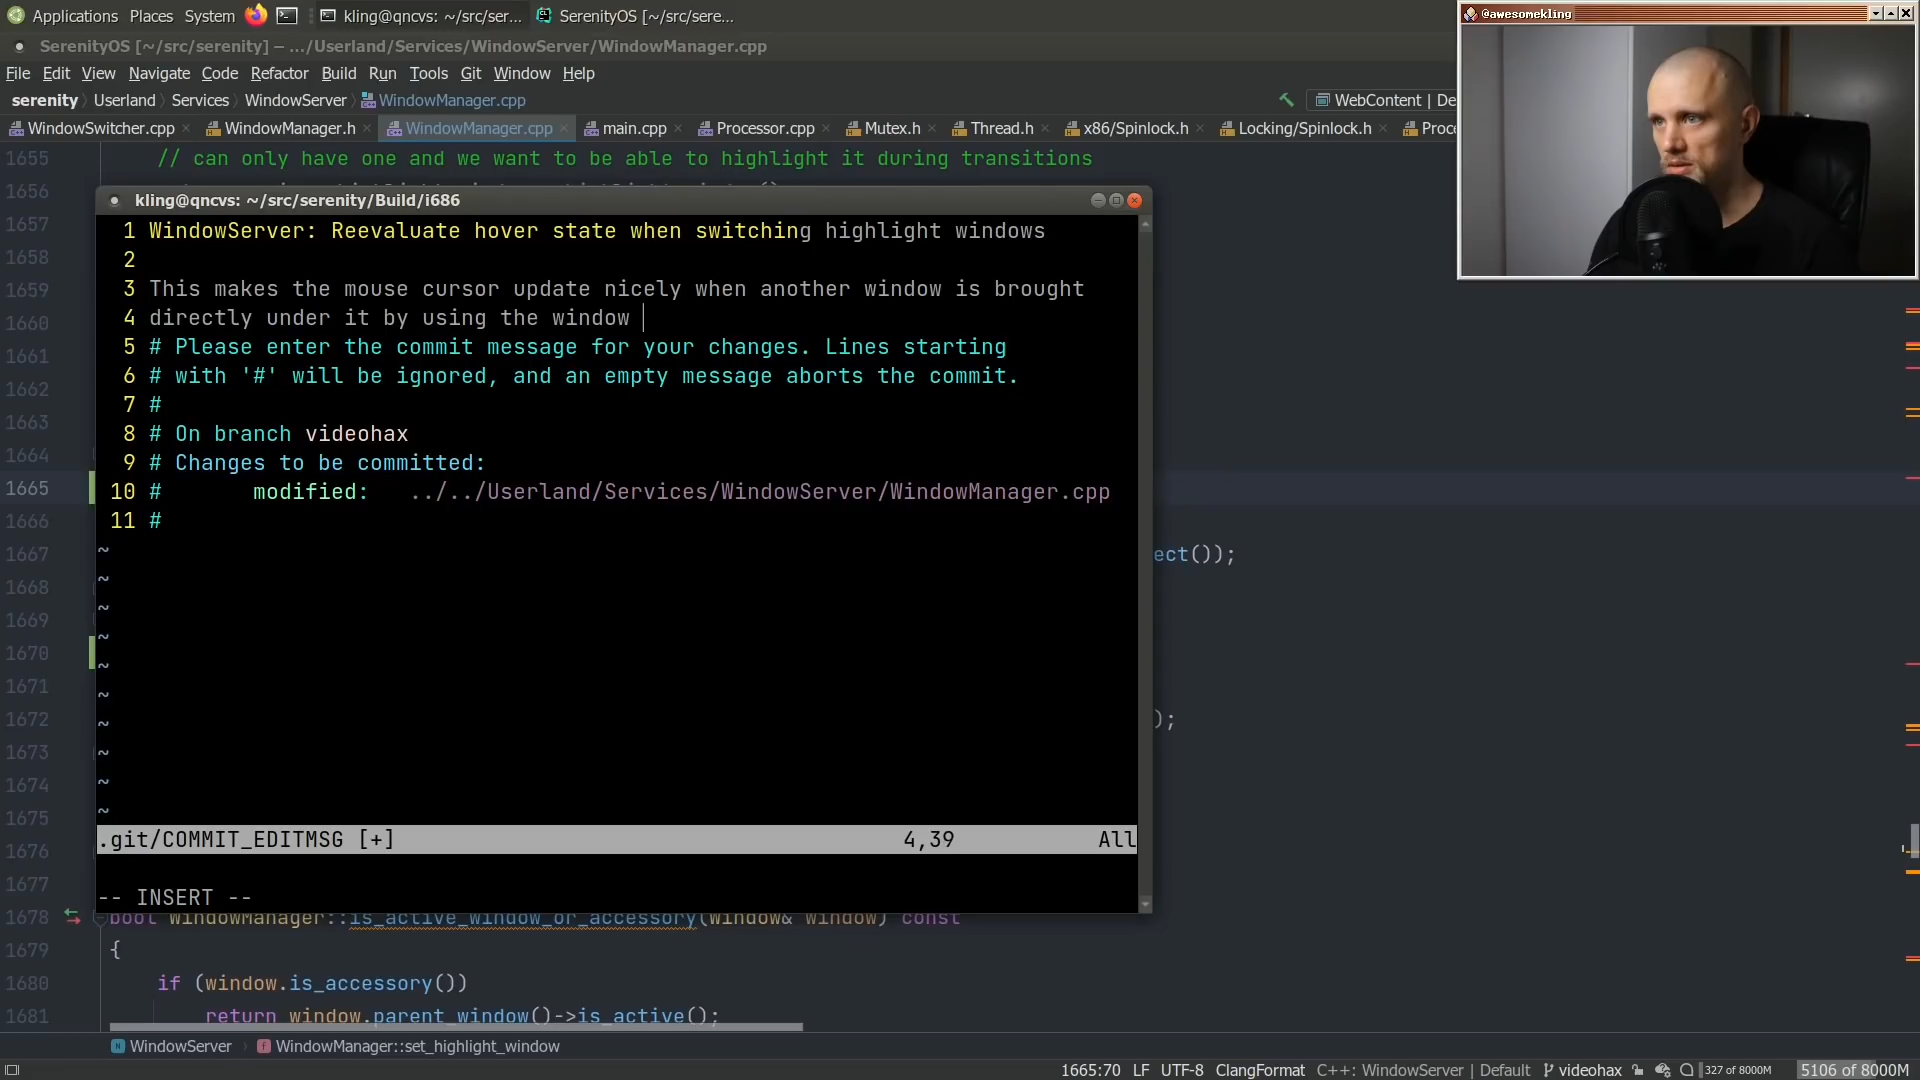 Applications Places System kling@qncvs: ~/src/ser... SerenityOS [~/src/sere...
SerenityOS [~/src/serenity] – .../Userland/Services/WindowServer/WindowManager.cpp
@awesomekling
File Edit View Navigate Code Refactor Build Run Tools Git Window Help
serenity Userland Services WindowServer WindowManager.cpp WebContent | De
WindowSwitcher.cpp WindowManager.h WindowManager.cpp main.cpp Processor.cpp Mutex.h Thread.h x86/Spinlock.h Locking/Spinlock.h Proce
1655 // can only have one and we want to be able to highlight it during transitions
1656
kling@qncvs: ~/src/serenity/Build/i686
1657
1658
1659
1660
1661
1662
1663
1664
1665
1666
1667 ect());
1668
1669
1670
1671
1672 );
1673
1674
1675
1676
1677
1 WindowServer: Reevaluate hover state when switching highlight windows
2
3 This makes the mouse cursor update nicely when another window is brought
4 directly under it by using the window
5 # Please enter the commit message for your changes. Lines starting
6 # with '#' will be ignored, and an empty message aborts the commit.
7 #
8 # On branch videohax
9 # Changes to be committed:
10 # modified: ../../Userland/Services/WindowServer/WindowManager.cpp
11 #
~
~
~
~
~
~
~
~
~
~
.git/COMMIT_EDITMSG [+] 4,39 All
-- INSERT --
1678 bool WindowManager::is_active_window_or_accessory(Window& window) const
1679 {
1680 if (window.is_accessory())
1681 return window.parent_window()->is_active();
WindowServer WindowManager::set_highlight_window
1665:70 LF UTF-8 ClangFormat C++: WindowServer | Default videohax 327 of 8000M 5106 of 8000M